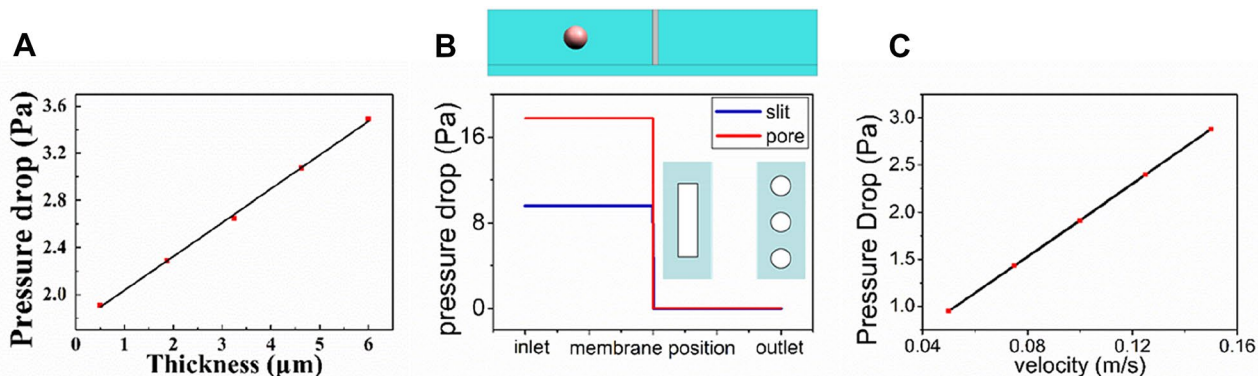 A
Pressure drop (Pa)
3.6
3.2
2.8
2.4
2.0
0 1 2 3 4 5 6
Thickness (μm)
B
pressure drop (Pa)
16
8
0
slit
pore
inlet membrane position outlet
C
Pressure Drop (Pa)
3.0
2.5
2.0
1.5
1.0
0.04 0.08 0.12 0.16
velocity (m/s)